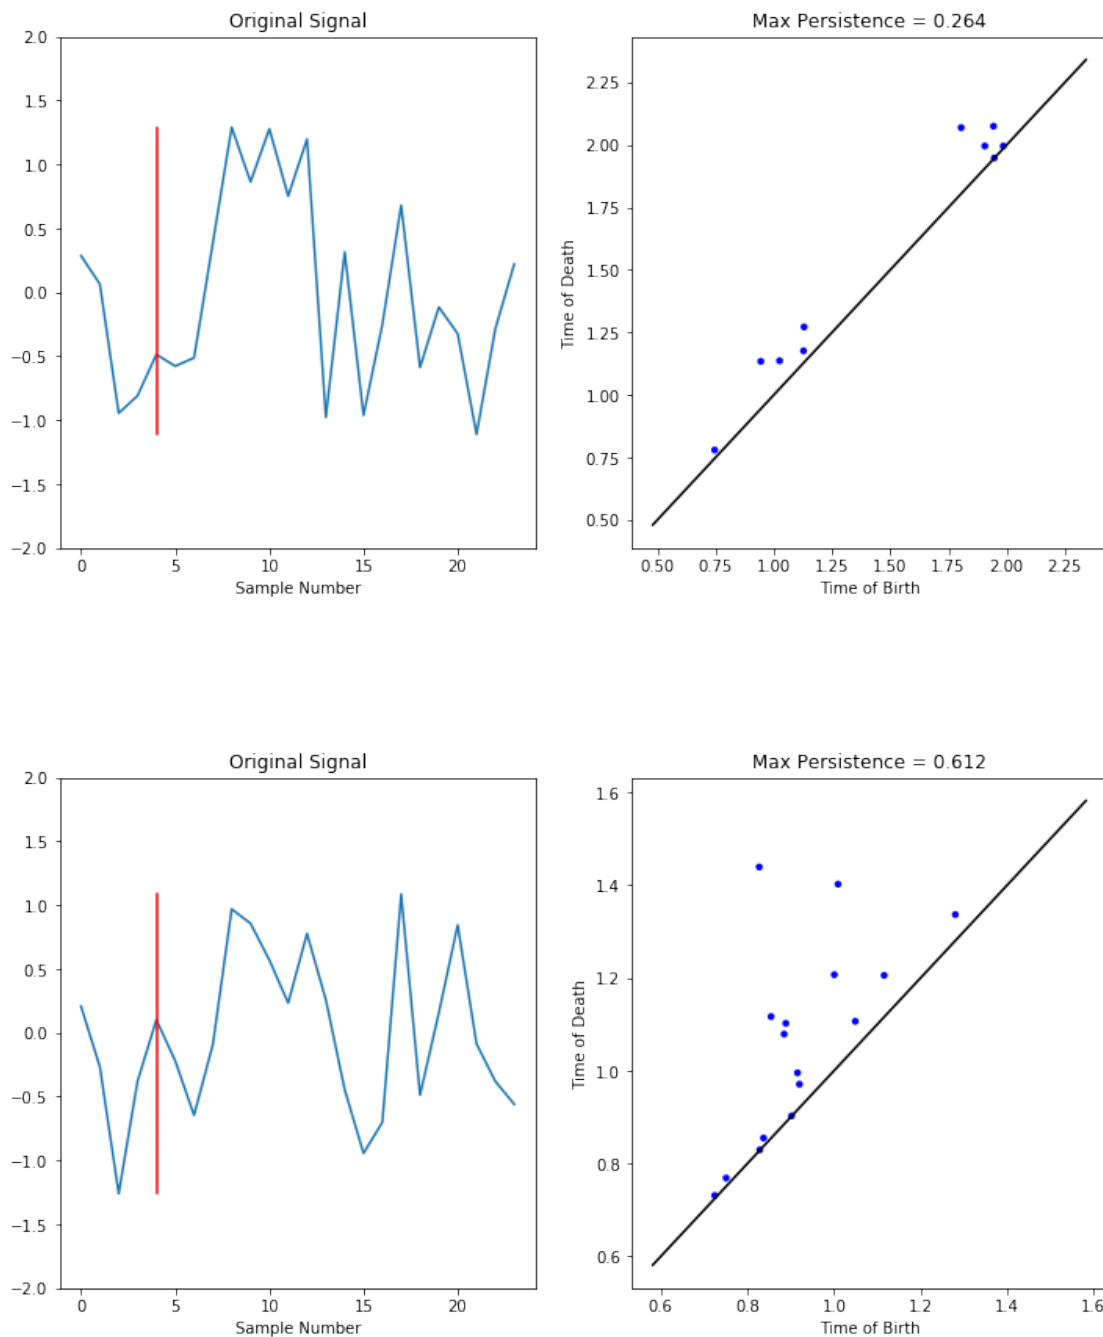 Original Signal
2.0
1.5
1.0
0.5
0.0
−0.5
−1.0
−1.5
−2.0
0 5 10 15 20
Sample Number
Max Persistence = 0.264
Time of Death
2.25
2.00
1.75
1.50
1.25
1.00
0.75
0.50
0.50 0.75 1.00 1.25 1.50 1.75 2.00 2.25
Time of Birth
Original Signal
2.0
1.5
1.0
0.5
0.0
−0.5
−1.0
−1.5
−2.0
0 5 10 15 20
Sample Number
Max Persistence = 0.612
Time of Death
1.6
1.4
1.2
1.0
0.8
0.6
0.6 0.8 1.0 1.2 1.4 1.6
Time of Birth